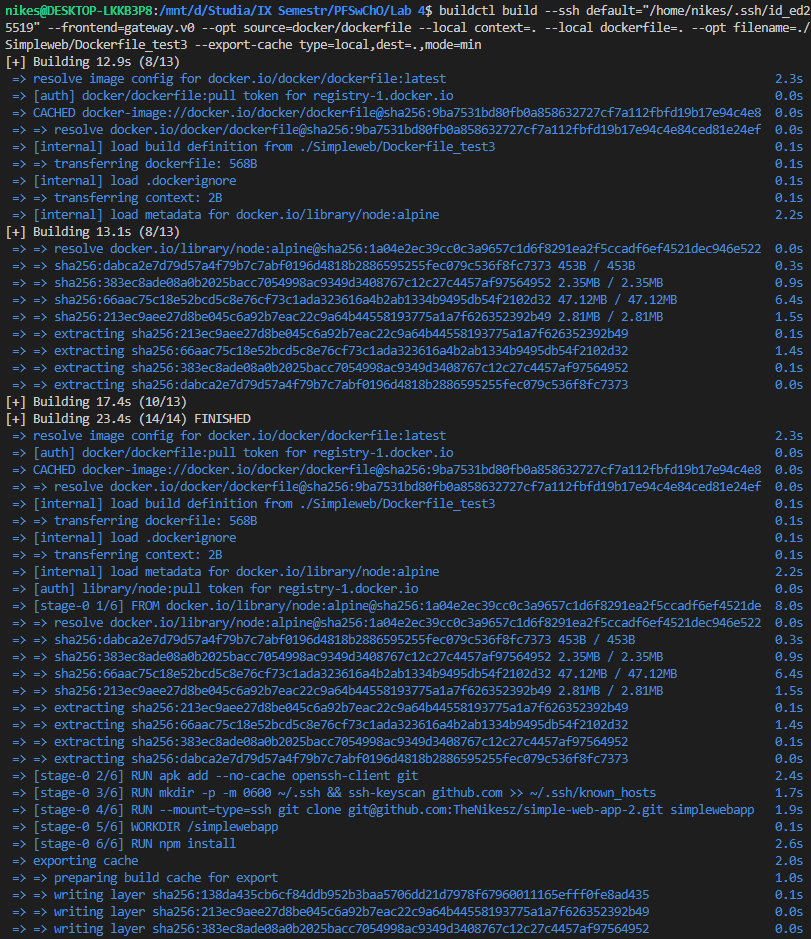 nikes@DESKTOP-LKKB3P8:/mnt/d/Studia/IX Semestr/PFSwChO/Lab 4$ buildctl build --ssh default="/home/nikes/.ssh/id_ed2
5519" --frontend=gateway.v0 --opt source=docker/dockerfile --local context=. --local dockerfile=. --opt filename=./
Simpleweb/Dockerfile_test3 --export-cache type=local,dest=.,mode=min
[+] Building 12.9s (8/13)
=> resolve image config for docker.io/docker/dockerfile:latest 2.3s
=> [auth] docker/dockerfile:pull token for registry-1.docker.io 0.0s
=> CACHED docker-image://docker.io/docker/dockerfile@sha256:9ba7531bd80fb0a858632727cf7a112fbfd19b17e94c4e8 0.0s
=> => resolve docker.io/docker/dockerfile@sha256:9ba7531bd80fb0a858632727cf7a112fbfd19b17e94c4e84ced81e24ef 0.0s
=> [internal] load build definition from ./Simpleweb/Dockerfile_test3 0.1s
=> => transferring dockerfile: 568B 0.1s
=> [internal] load .dockerignore 0.1s
=> => transferring context: 2B 0.1s
=> [internal] load metadata for docker.io/library/node:alpine 2.2s
[+] Building 13.1s (8/13)
=> => resolve docker.io/library/node:alpine@sha256:1a04e2ec39cc0c3a9657c1d6f8291ea2f5ccadf6ef4521dec946e522 0.0s
=> => sha256:dabca2e7d79d57a4f79b7c7abf0196d4818b2886595255fec079c536f8fc7373 453B / 453B 0.3s
=> => sha256:383ec8ade08a0b2025bacc7054998ac9349d3408767c12c27c4457af97564952 2.35MB / 2.35MB 0.9s
=> => sha256:66aac75c18e52bcd5c8e76cf73c1ada323616a4b2ab1334b9495db54f2102d32 47.12MB / 47.12MB 6.4s
=> => sha256:213ec9aee27d8be045c6a92b7eac22c9a64b44558193775a1a7f626352392b49 2.81MB / 2.81MB 1.5s
=> => extracting sha256:213ec9aee27d8be045c6a92b7eac22c9a64b44558193775a1a7f626352392b49 0.1s
=> => extracting sha256:66aac75c18e52bcd5c8e76cf73c1ada323616a4b2ab1334b9495db54f2102d32 1.4s
=> => extracting sha256:383ec8ade08a0b2025bacc7054998ac9349d3408767c12c27c4457af97564952 0.1s
=> => extracting sha256:dabca2e7d79d57a4f79b7c7abf0196d4818b2886595255fec079c536f8fc7373 0.0s
[+] Building 17.4s (10/13)
[+] Building 23.4s (14/14) FINISHED
=> resolve image config for docker.io/docker/dockerfile:latest 2.3s
=> [auth] docker/dockerfile:pull token for registry-1.docker.io 0.0s
=> CACHED docker-image://docker.io/docker/dockerfile@sha256:9ba7531bd80fb0a858632727cf7a112fbfd19b17e94c4e8 0.0s
=> => resolve docker.io/docker/dockerfile@sha256:9ba7531bd80fb0a858632727cf7a112fbfd19b17e94c4e84ced81e24ef 0.0s
=> [internal] load build definition from ./Simpleweb/Dockerfile_test3 0.1s
=> => transferring dockerfile: 568B 0.1s
=> [internal] load .dockerignore 0.1s
=> => transferring context: 2B 0.1s
=> [internal] load metadata for docker.io/library/node:alpine 2.2s
=> [auth] library/node:pull token for registry-1.docker.io 0.0s
=> [stage-0 1/6] FROM docker.io/library/node:alpine@sha256:1a04e2ec39cc0c3a9657c1d6f8291ea2f5ccadf6ef4521de 8.0s
=> => resolve docker.io/library/node:alpine@sha256:1a04e2ec39cc0c3a9657c1d6f8291ea2f5ccadf6ef4521dec946e522 0.0s
=> => sha256:dabca2e7d79d57a4f79b7c7abf0196d4818b2886595255fec079c536f8fc7373 453B / 453B 0.3s
=> => sha256:383ec8ade08a0b2025bacc7054998ac9349d3408767c12c27c4457af97564952 2.35MB / 2.35MB 0.9s
=> => sha256:66aac75c18e52bcd5c8e76cf73c1ada323616a4b2ab1334b9495db54f2102d32 47.12MB / 47.12MB 6.4s
=> => sha256:213ec9aee27d8be045c6a92b7eac22c9a64b44558193775a1a7f626352392b49 2.81MB / 2.81MB 1.5s
=> => extracting sha256:213ec9aee27d8be045c6a92b7eac22c9a64b44558193775a1a7f626352392b49 0.1s
=> => extracting sha256:66aac75c18e52bcd5c8e76cf73c1ada323616a4b2ab1334b9495db54f2102d32 1.4s
=> => extracting sha256:383ec8ade08a0b2025bacc7054998ac9349d3408767c12c27c4457af97564952 0.1s
=> => extracting sha256:dabca2e7d79d57a4f79b7c7abf0196d4818b2886595255fec079c536f8fc7373 0.0s
=> [stage-0 2/6] RUN apk add --no-cache openssh-client git 2.4s
=> [stage-0 3/6] RUN mkdir -p -m 0600 ~/.ssh && ssh-keyscan github.com >> ~/.ssh/known_hosts 1.7s
=> [stage-0 4/6] RUN --mount=type=ssh git clone git@github.com:TheNikesz/simple-web-app-2.git simplewebapp 1.9s
=> [stage-0 5/6] WORKDIR /simplewebapp 0.1s
=> [stage-0 6/6] RUN npm install 2.6s
=> exporting cache 2.0s
=> => preparing build cache for export 1.0s
=> => writing layer sha256:138da435cb6cf84ddb952b3baa5706dd21d7978f67960011165efff0fe8ad435 0.1s
=> => writing layer sha256:213ec9aee27d8be045c6a92b7eac22c9a64b44558193775a1a7f626352392b49 0.0s
=> => writing layer sha256:383ec8ade08a0b2025bacc7054998ac9349d3408767c12c27c4457af97564952 0.0s